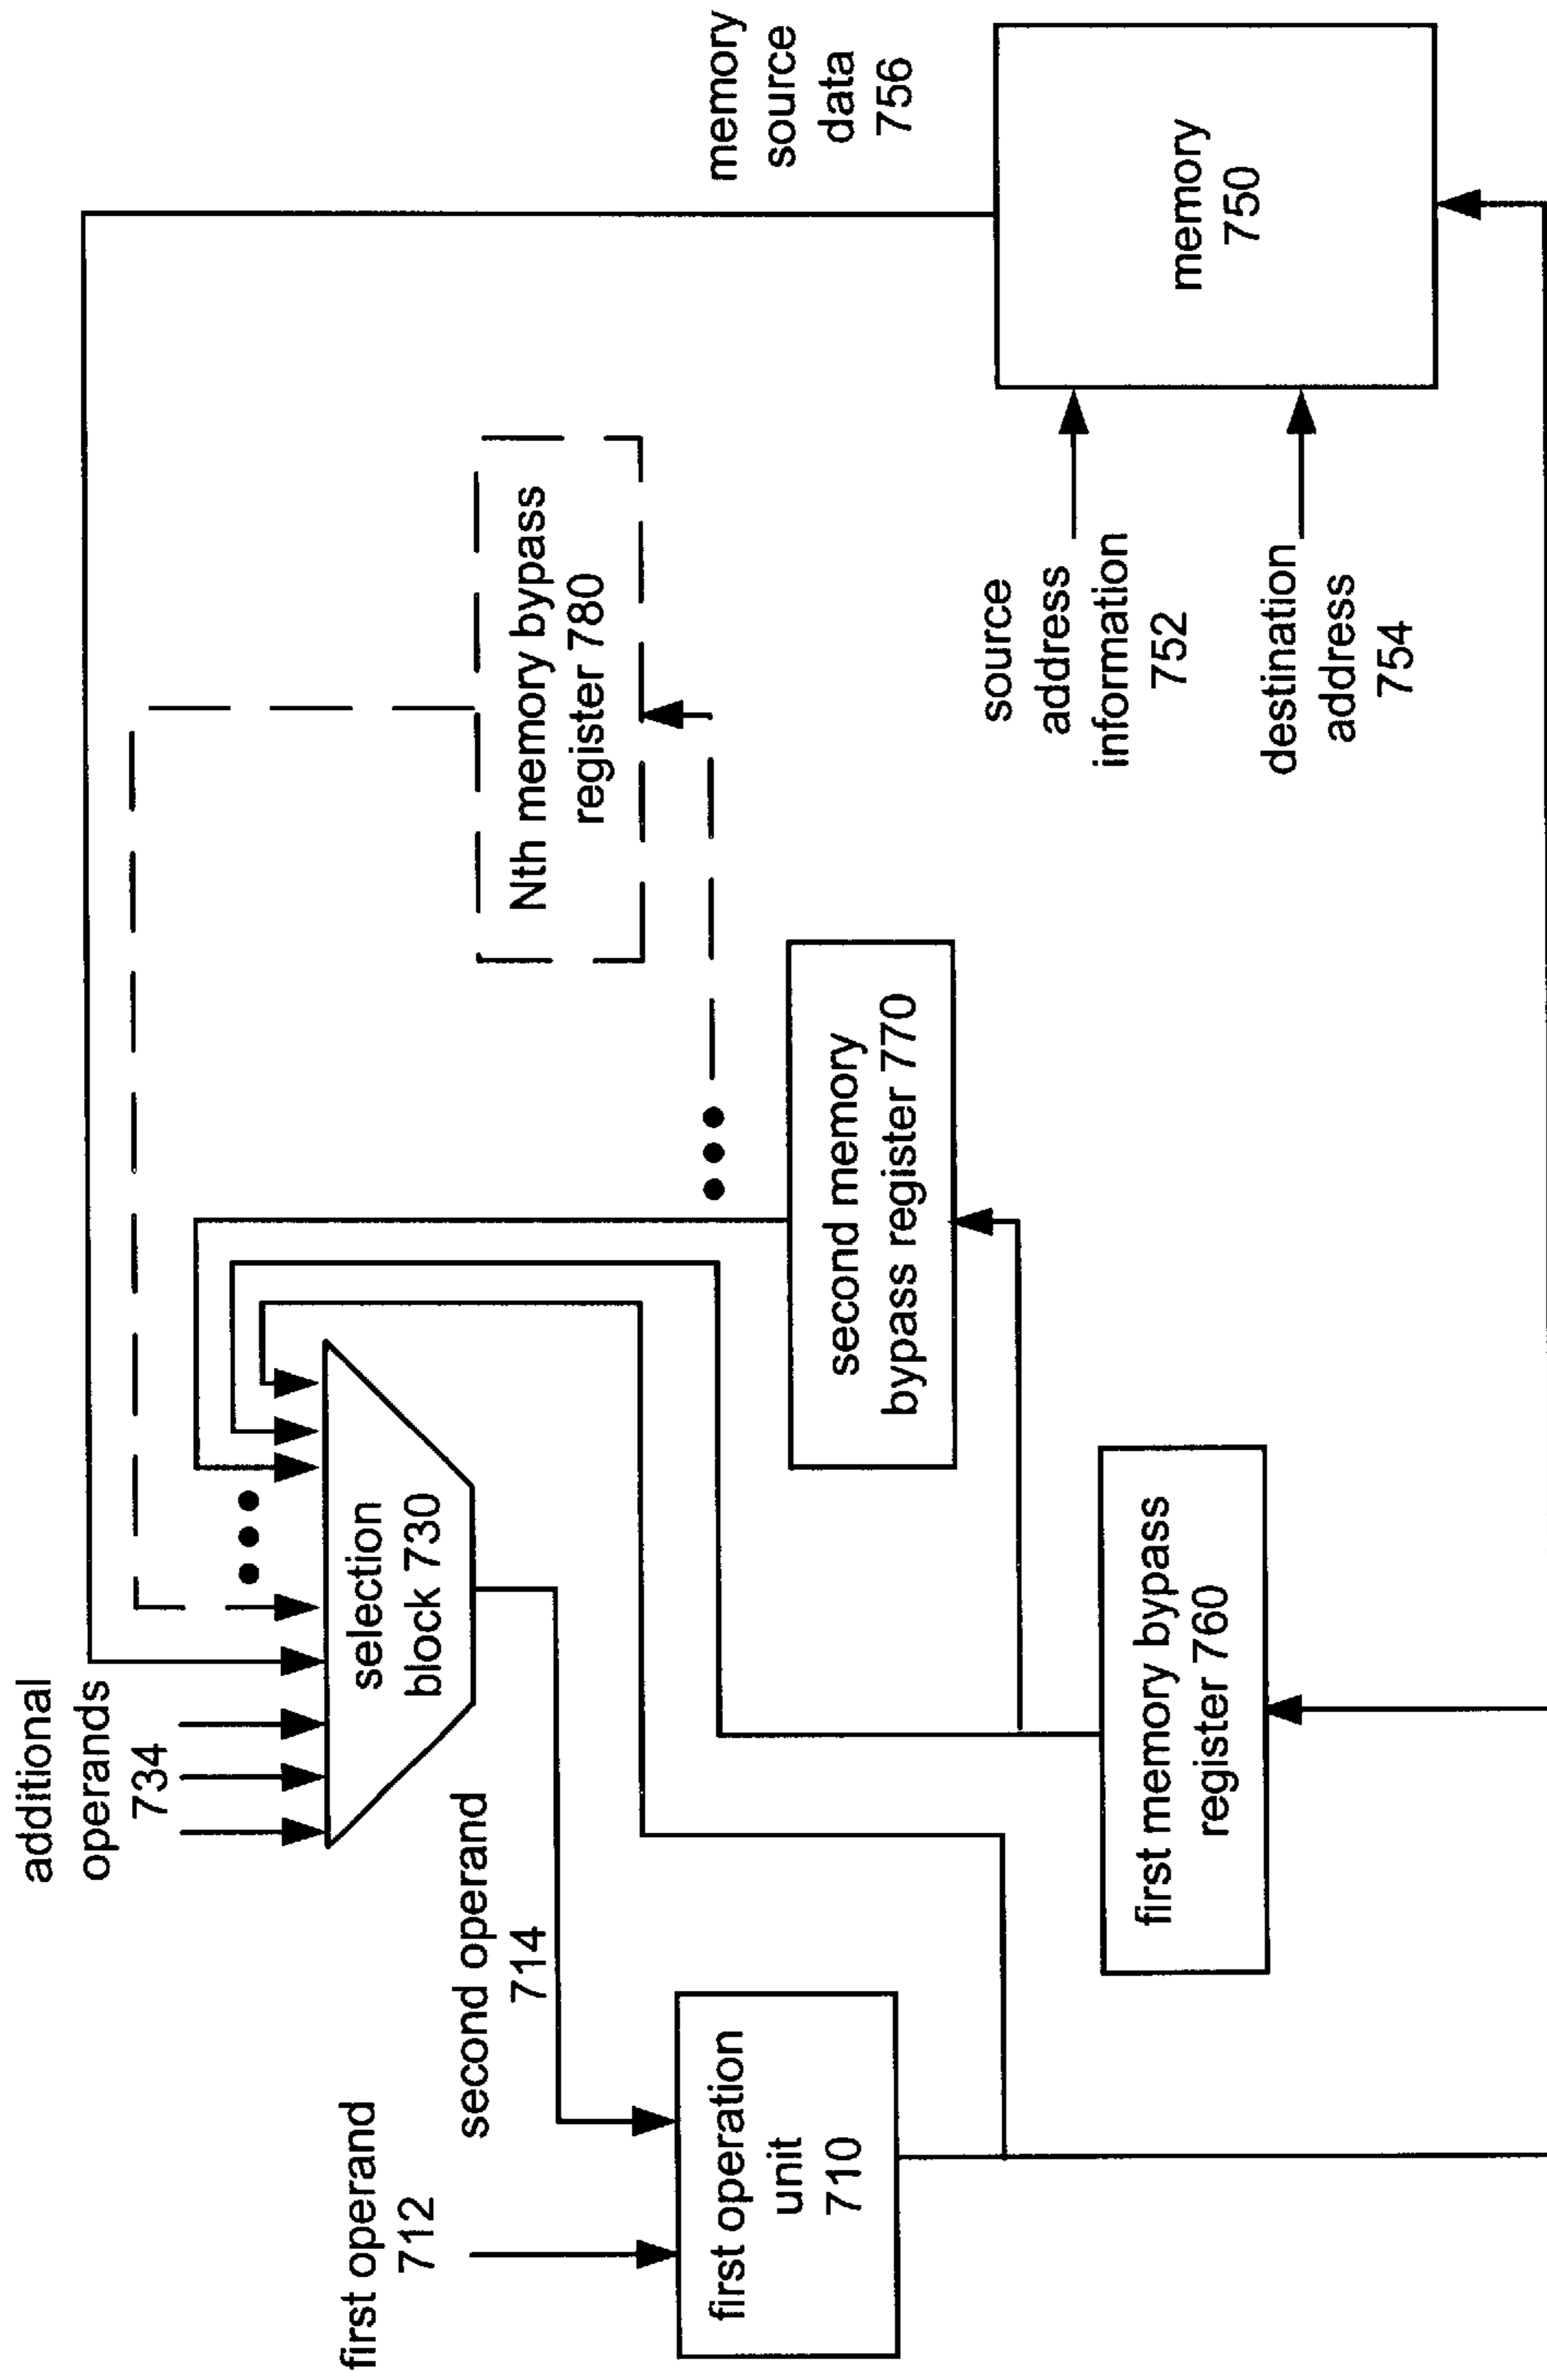 additional
operands
734
first operand
712
second operand
714
selection
block 730
first operation
unit
710
first memory bypass
register 760
second memory
bypass register 770
Nth memory bypass
register 780
memory
source
data
756
source
address
information
752
destination
address
754
memory
750